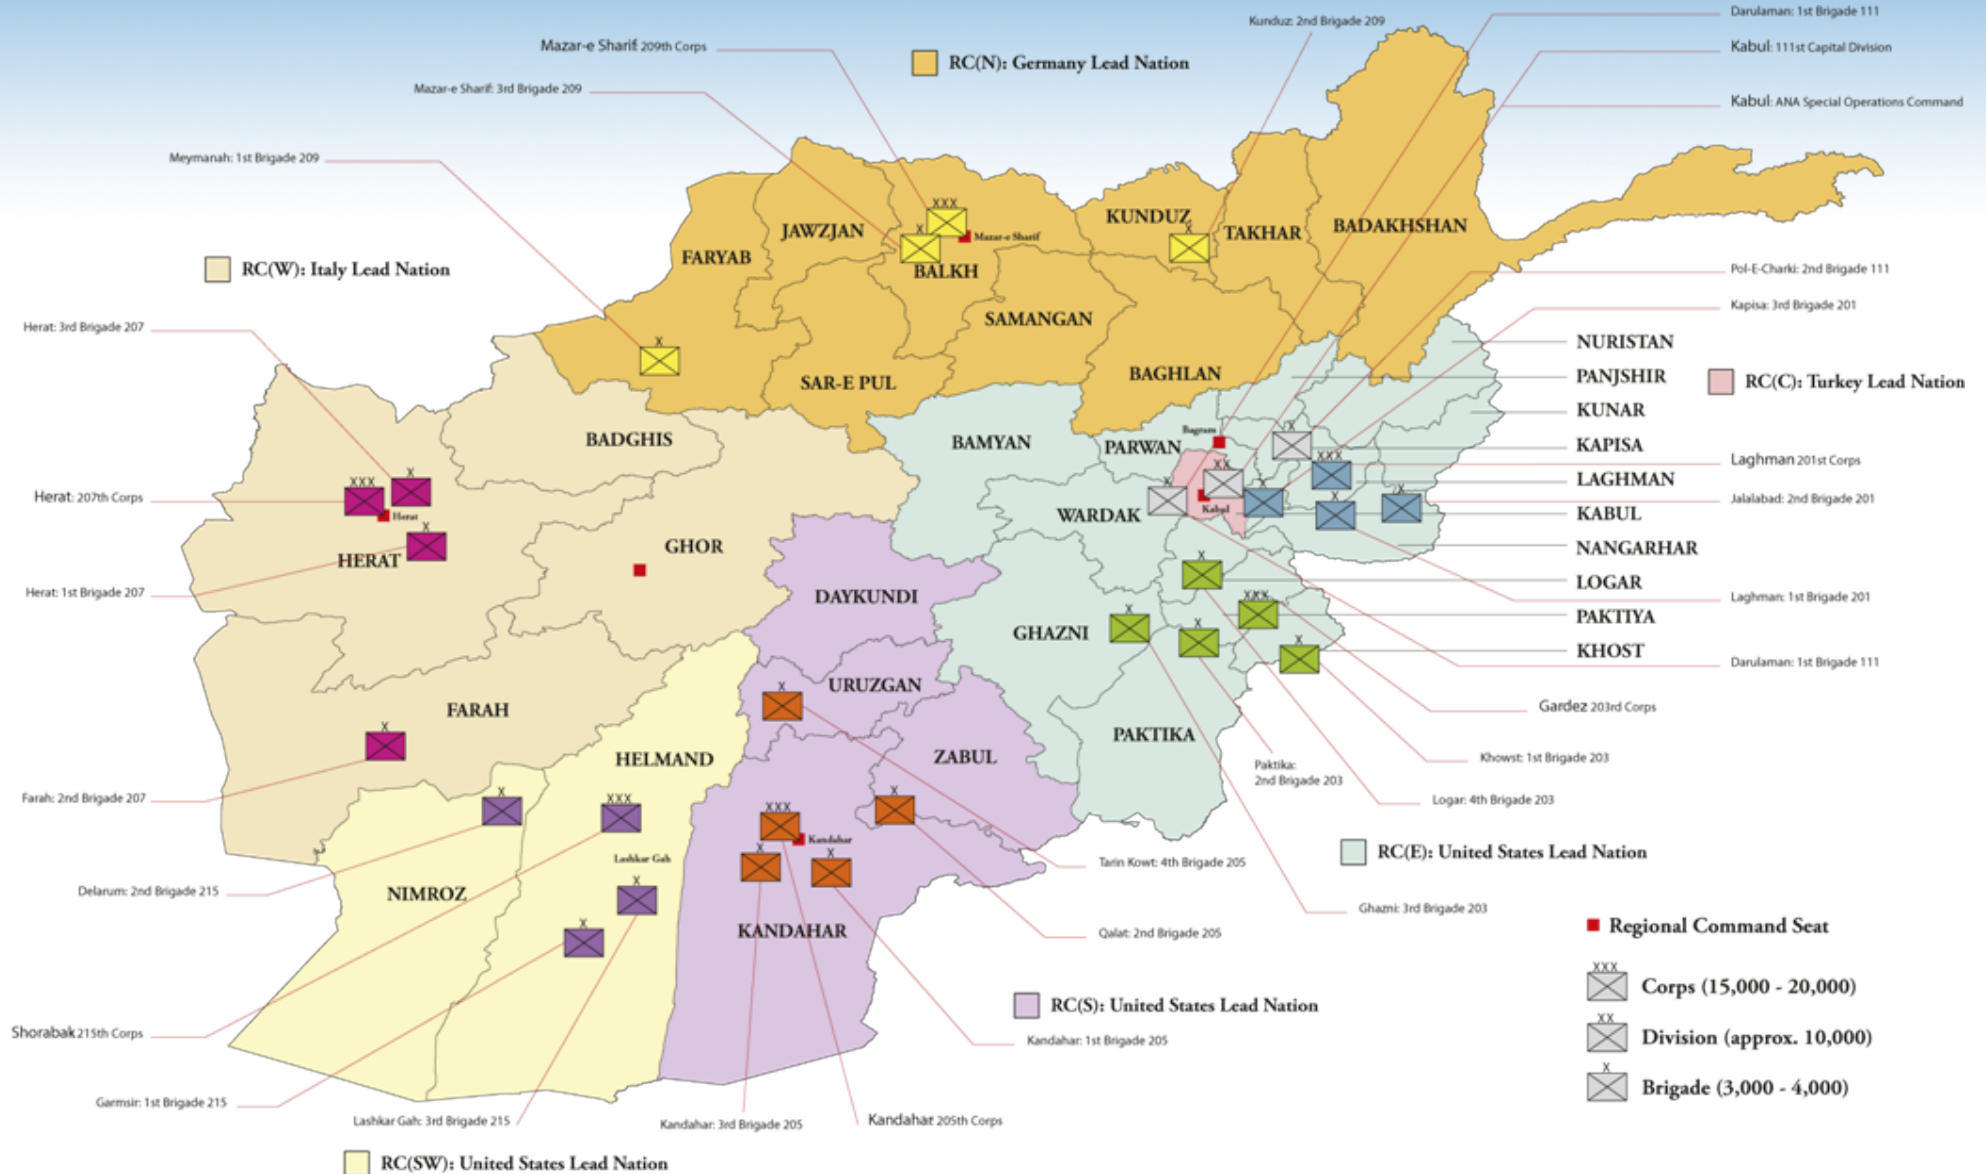 Darulaman: 1st Brigade 111
Kunduz: 2nd Brigade 209
Mazar-e Sharif: 209th Corps
Kabul: 111st Capital Division
RC(N): Germany Lead Nation
Mazar-e Sharif: 3rd Brigade 209
Kabul: ANA Special Operations Command
Meymanah: 1st Brigade 209
XXX
KUNDUZ
X
BADAKHSHAN
JAWZJAN
X
Mazar-e Sharif
TAKHAR
FARYAB
RC(W): Italy Lead Nation
BALKH
Pol-E-Charki: 2nd Brigade 111
Kapisa: 3rd Brigade 201
SAMANGAN
Herat: 3rd Brigade 207
X
NURISTAN
SAR-E PUL
BAGHLAN
PANJSHIR
RC(C): Turkey Lead Nation
KUNAR
BADGHIS
BAMYAN
PARWAN
Bagram
X
KAPISA
XXX
Laghman 201st Corps
XX
LAGHMAN
XXX
X
Herat: 207th Corps
Herat
X
X
X
X
Jalalabad: 2nd Brigade 201
WARDAK
Kabul
KABUL
X
HERAT
GHOR
NANGARHAR
X
LOGAR
Herat: 1st Brigade 207
DAYKUNDI
XXX
Laghman: 1st Brigade 201
X
GHAZNI
X
PAKTIYA
X
KHOST
Darulaman: 1st Brigade 111
X
URUZGAN
FARAH
Gardez 203rd Corps
X
PAKTIKA
HELMAND
ZABUL
Khowst: 1st Brigade 203
Paktika:
2nd Brigade 203
Farah: 2nd Brigade 207
X
XXX
XXX
X
Logar: 4th Brigade 203
Kandahar
X
X
Lashkar Gah
RC(E): United States Lead Nation
Tarin Kowt: 4th Brigade 205
Delarum: 2nd Brigade 215
NIMROZ
X
Ghazni: 3rd Brigade 203
X
KANDAHAR
Qalat: 2nd Brigade 205
Regional Command Seat
XXX
Corps (15,000 - 20,000)
RC(S): United States Lead Nation
XX
Division (approx. 10,000)
Shorabak 215th Corps
Kandahar: 1st Brigade 205
X
Brigade (3,000 - 4,000)
Garmsir: 1st Brigade 215
Lashkar Gah: 3rd Brigade 215
Kandahar: 3rd Brigade 205
Kandahar: 205th Corps
RC(SW): United States Lead Nation